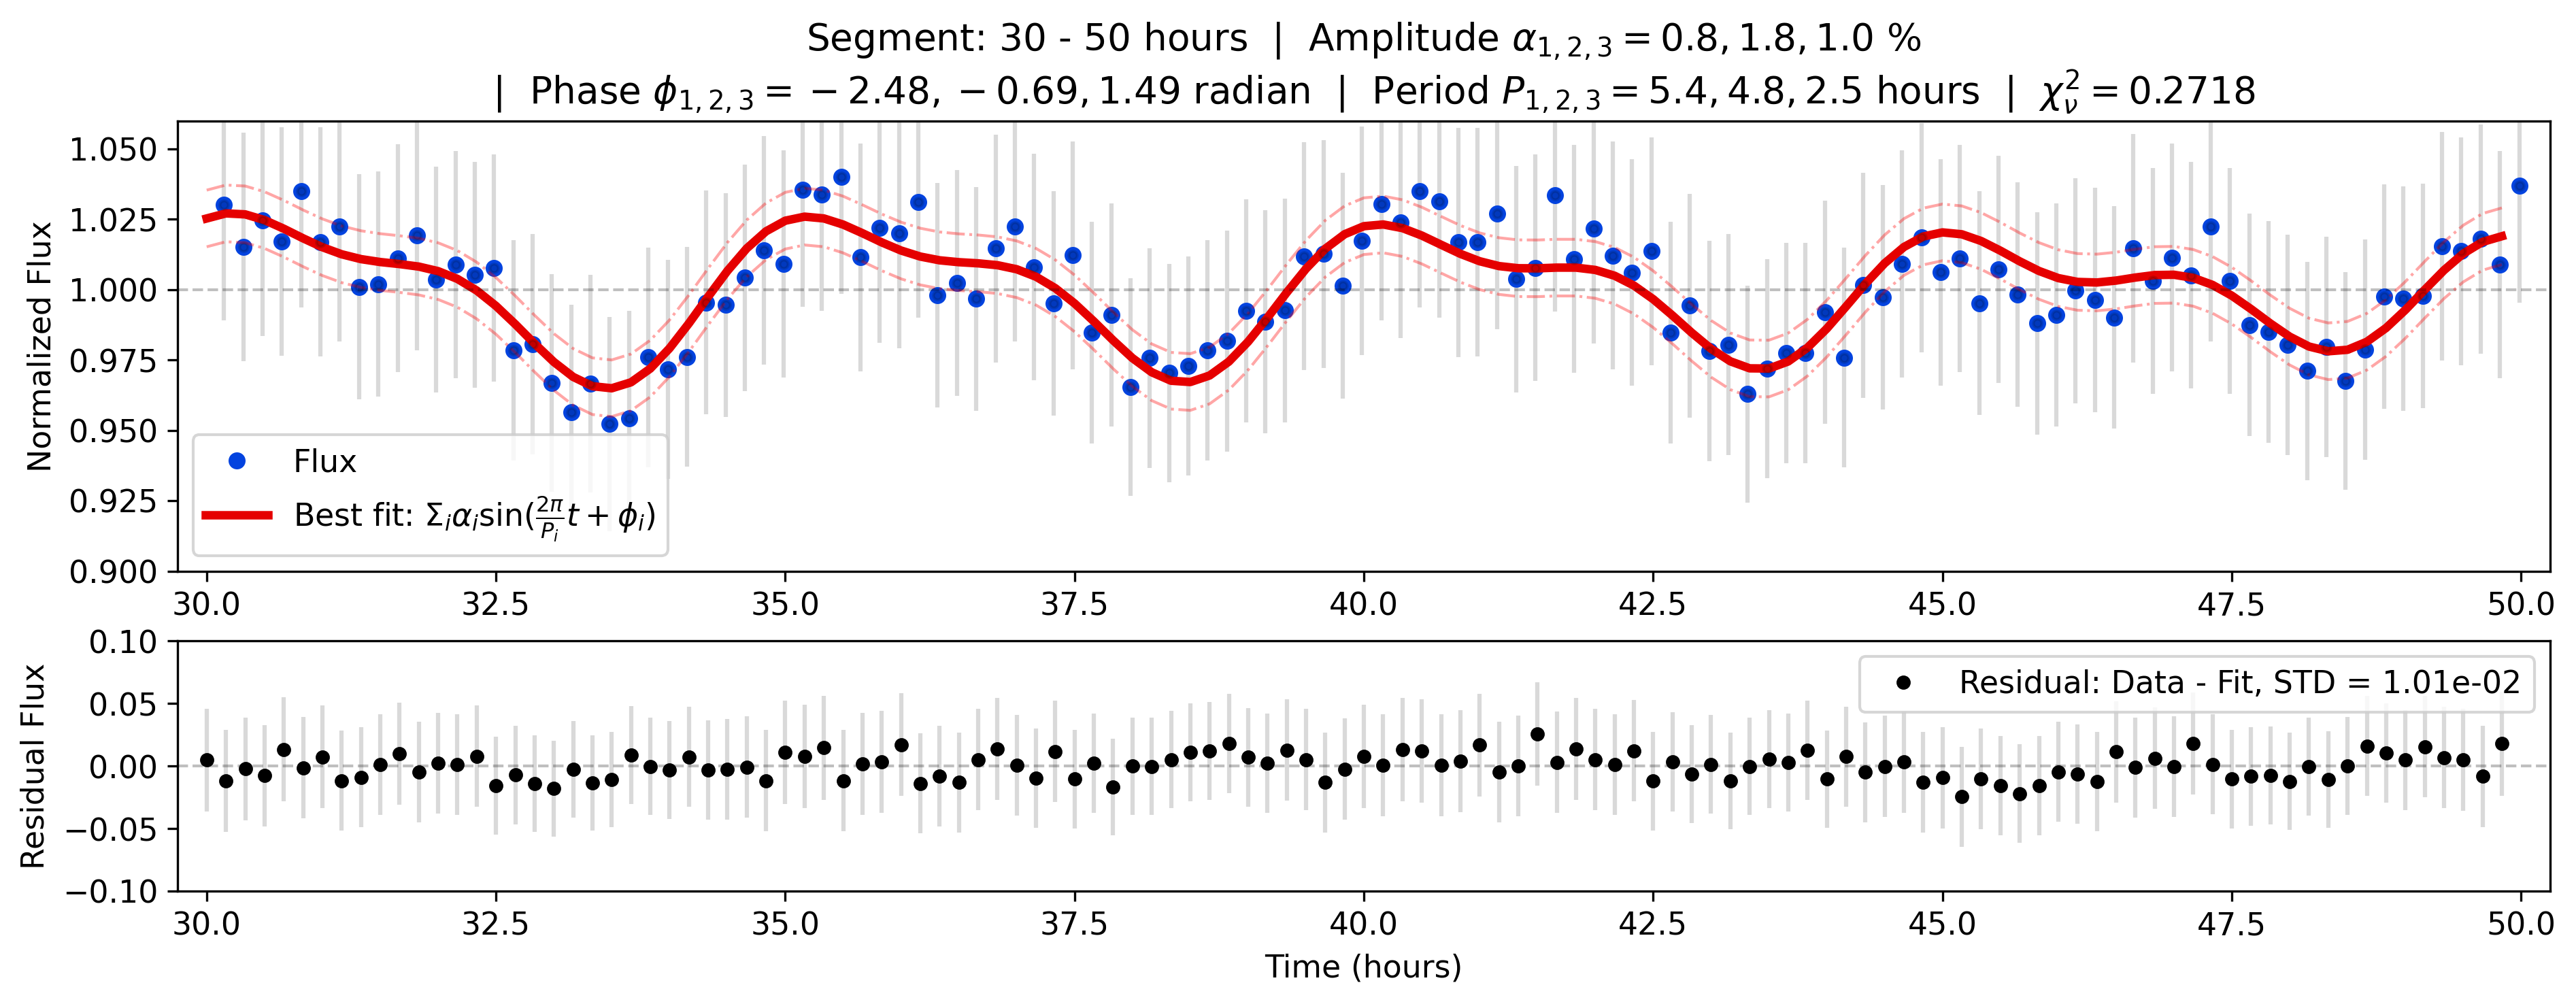 Segment: 30 - 50 hours | Amplitude α₁,₂,₃ = 0.8, 1.8, 1.0 %
| Phase ϕ₁,₂,₃ = −2.48, −0.69, 1.49 radian | Period P₁,₂,₃ = 5.4, 4.8, 2.5 hours | χ²ᵥ = 0.2718
Normalized Flux
1.050
1.025
1.000
0.975
0.950
0.925
0.900
Flux
Best fit: Σᵢαᵢsin(2π/Pᵢ t + ϕᵢ)
30.0 32.5 35.0 37.5 40.0 42.5 45.0 47.5 50.0
Residual Flux
0.10
0.05
0.00
−0.05
−0.10
Residual: Data - Fit, STD = 1.01e-02
30.0 32.5 35.0 37.5 40.0 42.5 45.0 47.5 50.0
Time (hours)